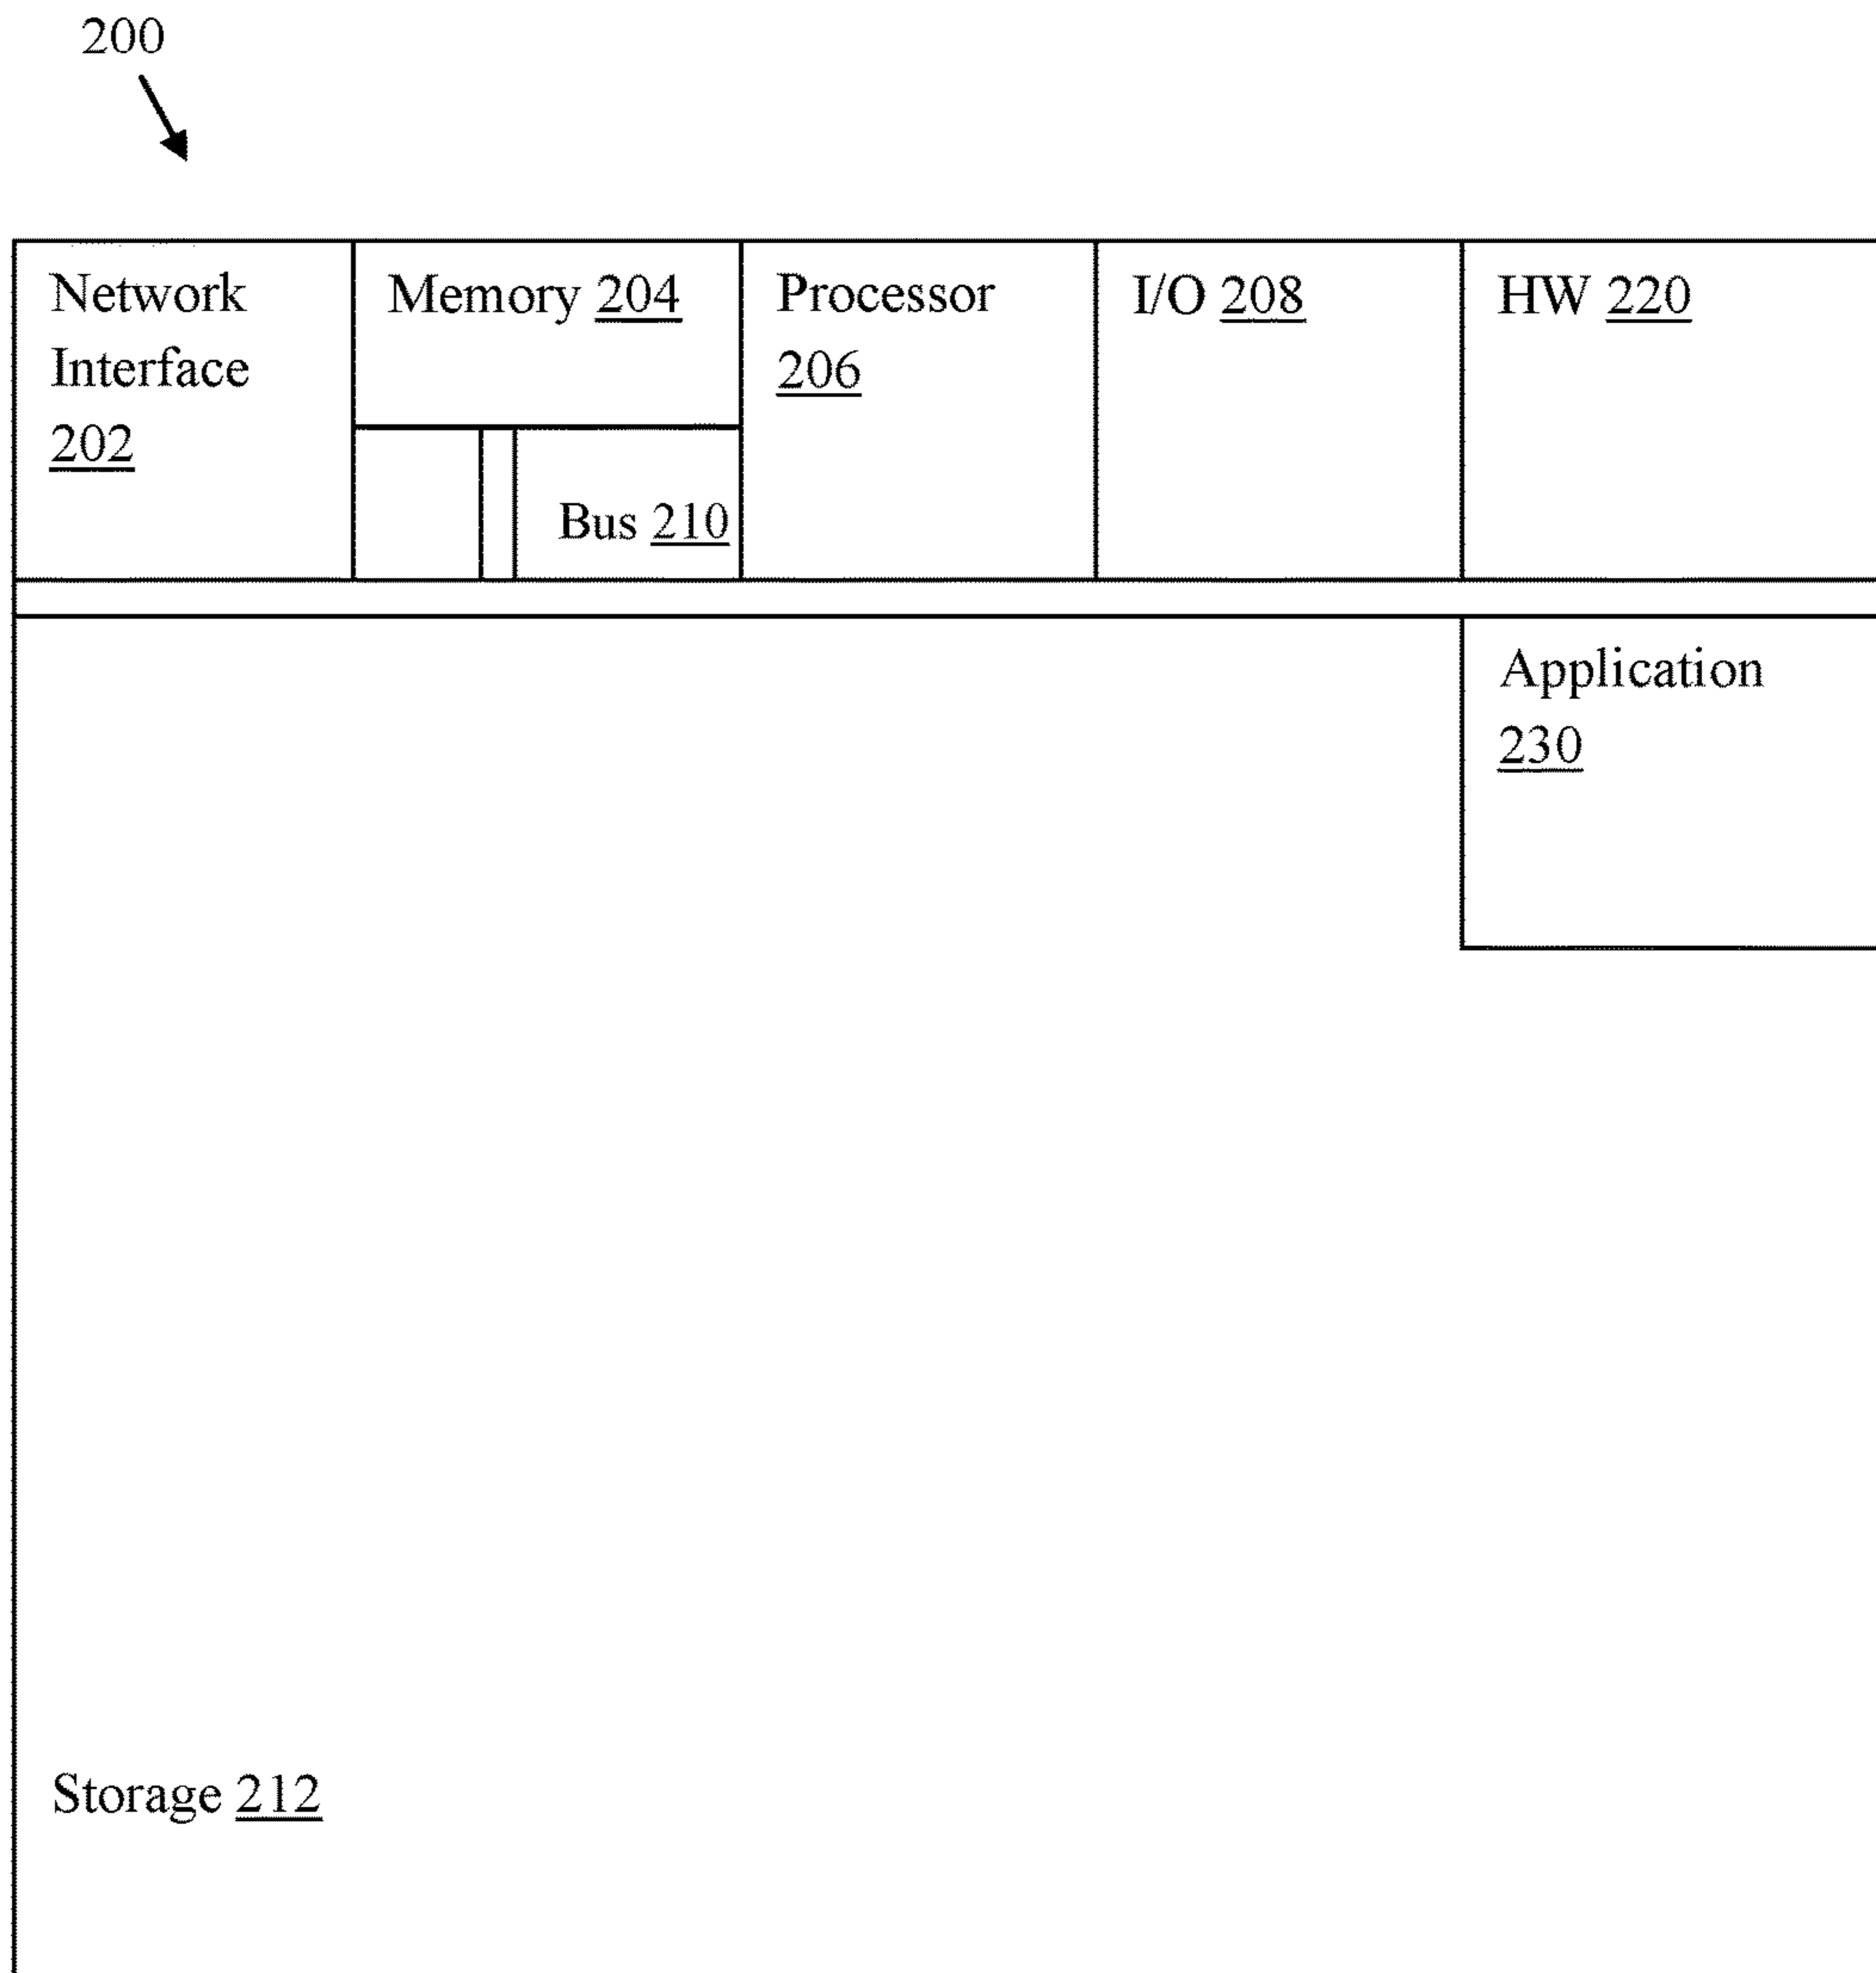 200
Network
Interface
202
Memory 204
Bus 210
Processor
206
I/O 208
HW 220
Application
230
Storage 212